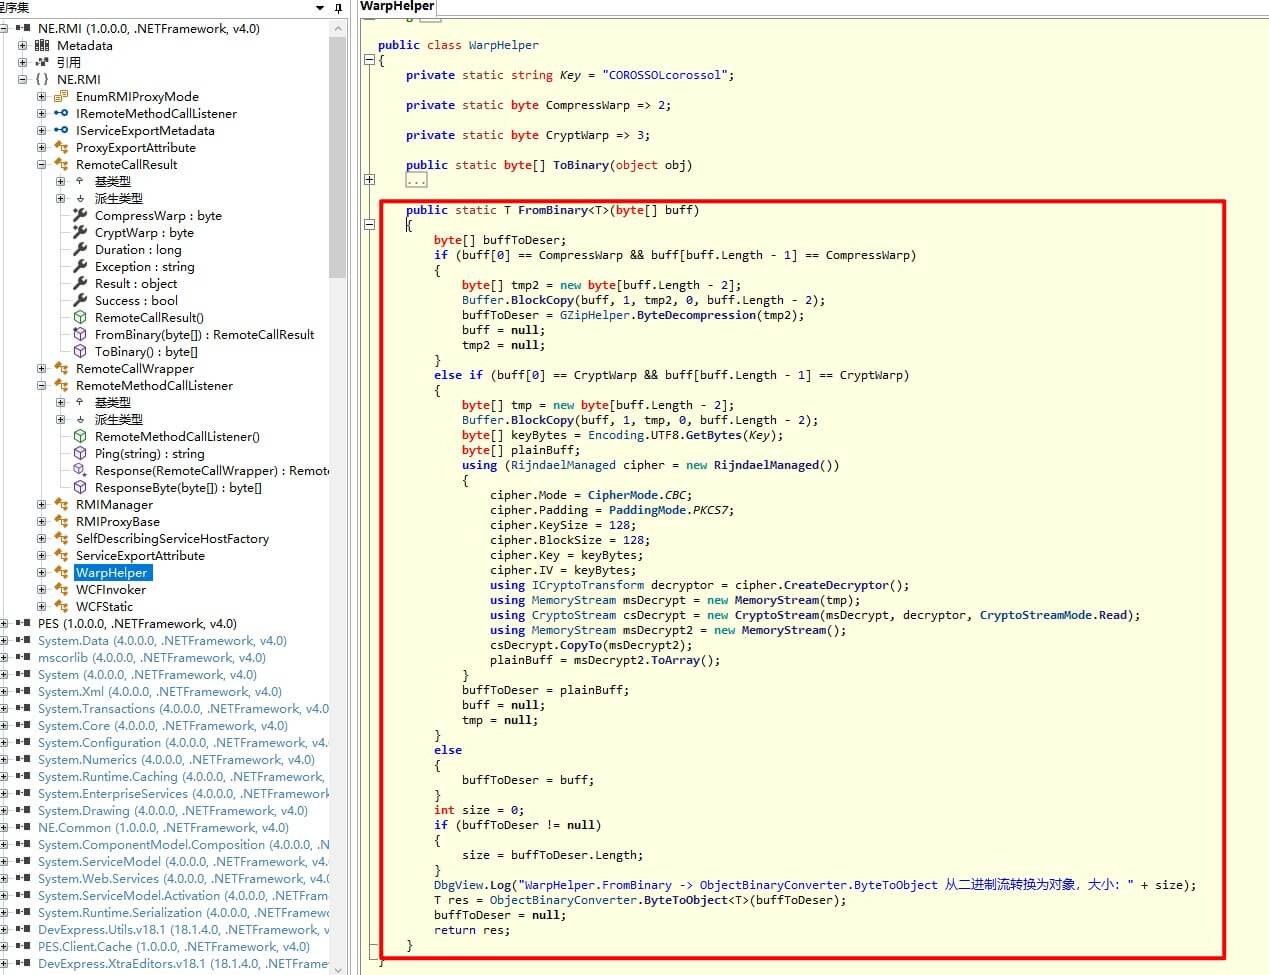 程序集
NE.RMI (1.0.0.0, .NETFramework, v4.0)
Metadata
引用
NE.RMI
EnumRMIProxyMode
IRemoteMethodCallListener
IServiceExportMetadata
ProxyExportAttribute
RemoteCallResult
基类型
派生类型
CompressWarp : byte
CryptWarp : byte
Duration : long
Exception : string
Result : object
Success : bool
RemoteCallResult()
FromBinary(byte[]) : RemoteCallResult
ToBinary() : byte[]
RemoteCallWrapper
RemoteMethodCallListener
基类型
派生类型
RemoteMethodCallListener()
Ping(string) : string
Response(RemoteCallWrapper) : Remote
ResponseByte(byte[]) : byte[]
RMIManager
RMIProxyBase
SelfDescribingServiceHostFactory
ServiceExportAttribute
WarpHelper
WCFInvoker
WCFStatic
PES (1.0.0.0, .NETFramework, v4.0)
System.Data (4.0.0.0, .NETFramework, v4.0)
mscorlib (4.0.0.0, .NETFramework, v4.0)
System (4.0.0.0, .NETFramework, v4.0)
System.Xml (4.0.0.0, .NETFramework, v4.0)
System.Transactions (4.0.0.0, .NETFramework, v4.0
System.Core (4.0.0.0, .NETFramework, v4.0)
System.Configuration (4.0.0.0, .NETFramework, v4.
System.Numerics (4.0.0.0, .NETFramework, v4.0)
System.Runtime.Caching (4.0.0.0, .NETFramework,
System.EnterpriseServices (4.0.0.0, .NETFramework
System.Drawing (4.0.0.0, .NETFramework, v4.0)
NE.Common (1.0.0.0, .NETFramework, v4.0)
System.ComponentModel.Composition (4.0.0.0, .N
System.ServiceModel (4.0.0.0, .NETFramework, v4.0
System.Web.Services (4.0.0.0, .NETFramework, v4.0
System.ServiceModel.Activation (4.0.0.0, .NETFram
System.Runtime.Serialization (4.0.0.0, .NETFramew
DevExpress.Utils.v18.1 (18.1.4.0, .NETFramework, v
PES.Client.Cache (1.0.0.0, .NETFramework, v4.0)
DevExpress.XtraEditors.v18.1 (18.1.4.0, .NETFrame
WarpHelper
public class WarpHelper
{
private static string Key = "COROSSOLcorossol";
private static byte CompressWarp => 2;
private static byte CryptWarp => 3;
public static byte[] ToBinary(object obj)
...
public static T FromBinary<T>(byte[] buff)
{
byte[] buffToDeser;
if (buff[0] == CompressWarp && buff[buff.Length - 1] == CompressWarp)
{
byte[] tmp2 = new byte[buff.Length - 2];
Buffer.BlockCopy(buff, 1, tmp2, 0, buff.Length - 2);
buffToDeser = GZipHelper.ByteDecompression(tmp2);
buff = null;
tmp2 = null;
}
else if (buff[0] == CryptWarp && buff[buff.Length - 1] == CryptWarp)
{
byte[] tmp = new byte[buff.Length - 2];
Buffer.BlockCopy(buff, 1, tmp, 0, buff.Length - 2);
byte[] keyBytes = Encoding.UTF8.GetBytes(Key);
byte[] plainBuff;
using (RijndaelManaged cipher = new RijndaelManaged())
{
cipher.Mode = CipherMode.CBC;
cipher.Padding = PaddingMode.PKCS7;
cipher.KeySize = 128;
cipher.BlockSize = 128;
cipher.Key = keyBytes;
cipher.IV = keyBytes;
using ICryptoTransform decryptor = cipher.CreateDecryptor();
using MemoryStream msDecrypt = new MemoryStream(tmp);
using CryptoStream csDecrypt = new CryptoStream(msDecrypt, decryptor, CryptoStreamMode.Read);
using MemoryStream msDecrypt2 = new MemoryStream();
csDecrypt.CopyTo(msDecrypt2);
plainBuff = msDecrypt2.ToArray();
}
buffToDeser = plainBuff;
buff = null;
tmp = null;
}
else
{
buffToDeser = buff;
}
int size = 0;
if (buffToDeser != null)
{
size = buffToDeser.Length;
}
DbgView.Log("WarpHelper.FromBinary -> ObjectBinaryConverter.ByteToObject 从二进制流转换为对象，大小：" + size);
T res = ObjectBinaryConverter.ByteToObject<T>(buffToDeser);
buffToDeser = null;
return res;
}
}